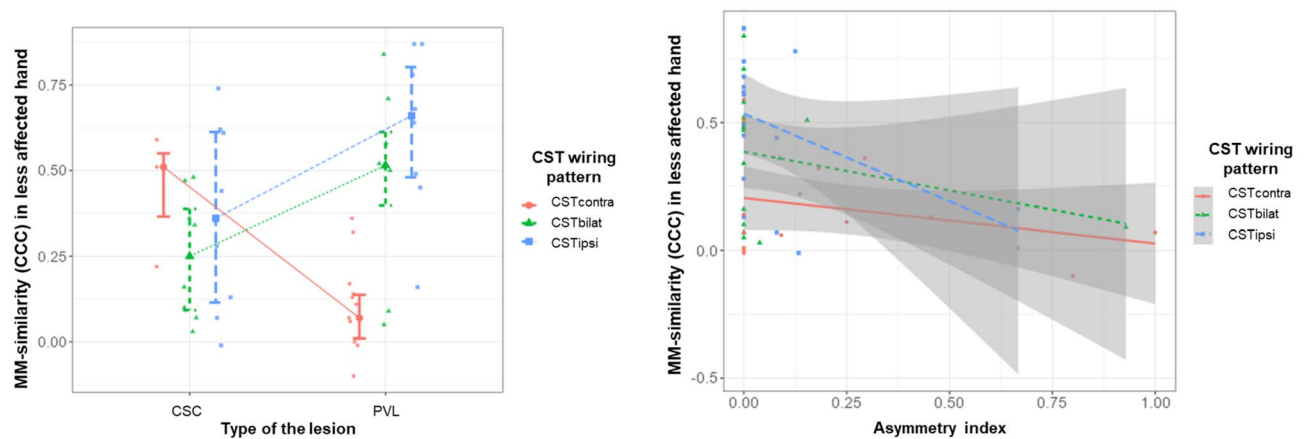 MM-similarity (CCC) in less affected hand
0.75
0.50
0.25
0.00
CSC
PVL
Type of the lesion
CST wiring
pattern
CSTcontra
CSTbilat
CSTipsi
MM-similarity (CCC) in less affected hand
0.5
0.0
-0.5
0.00
0.25
0.50
0.75
1.00
Asymmetry index
CST wiring
pattern
CSTcontra
CSTbilat
CSTipsi